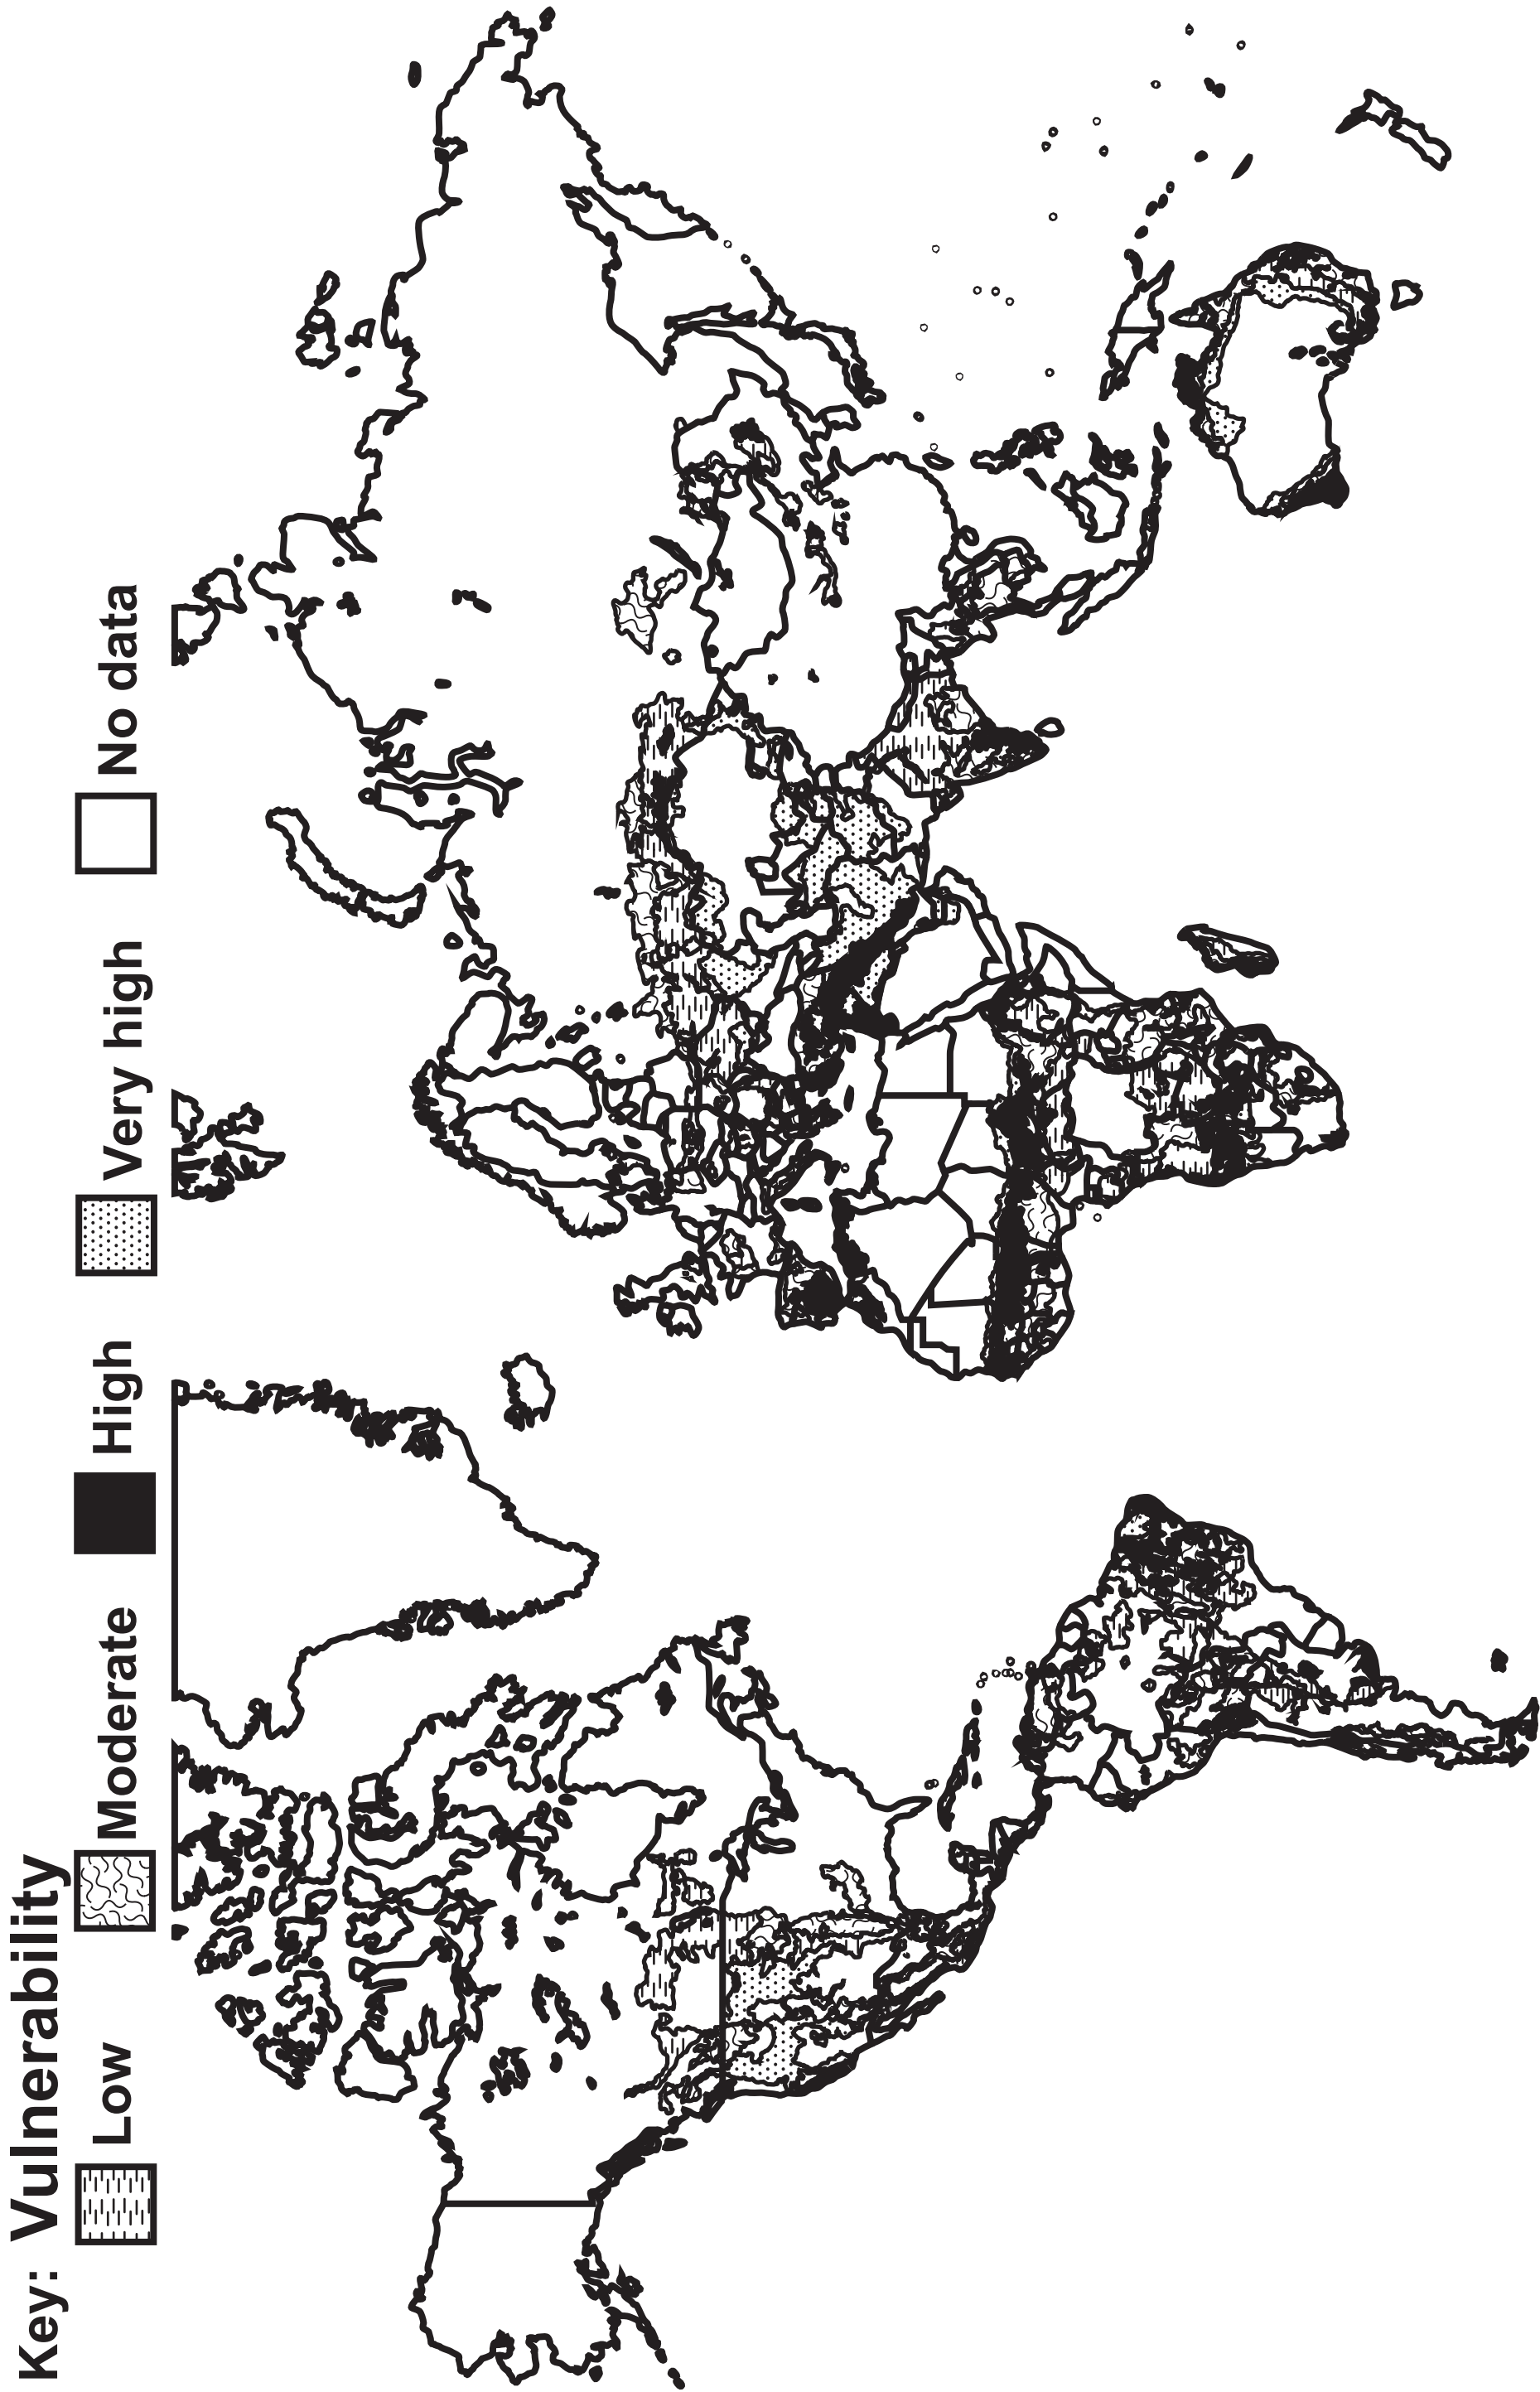 Key: Vulnerability
Low
Moderate
High
Very high
No data